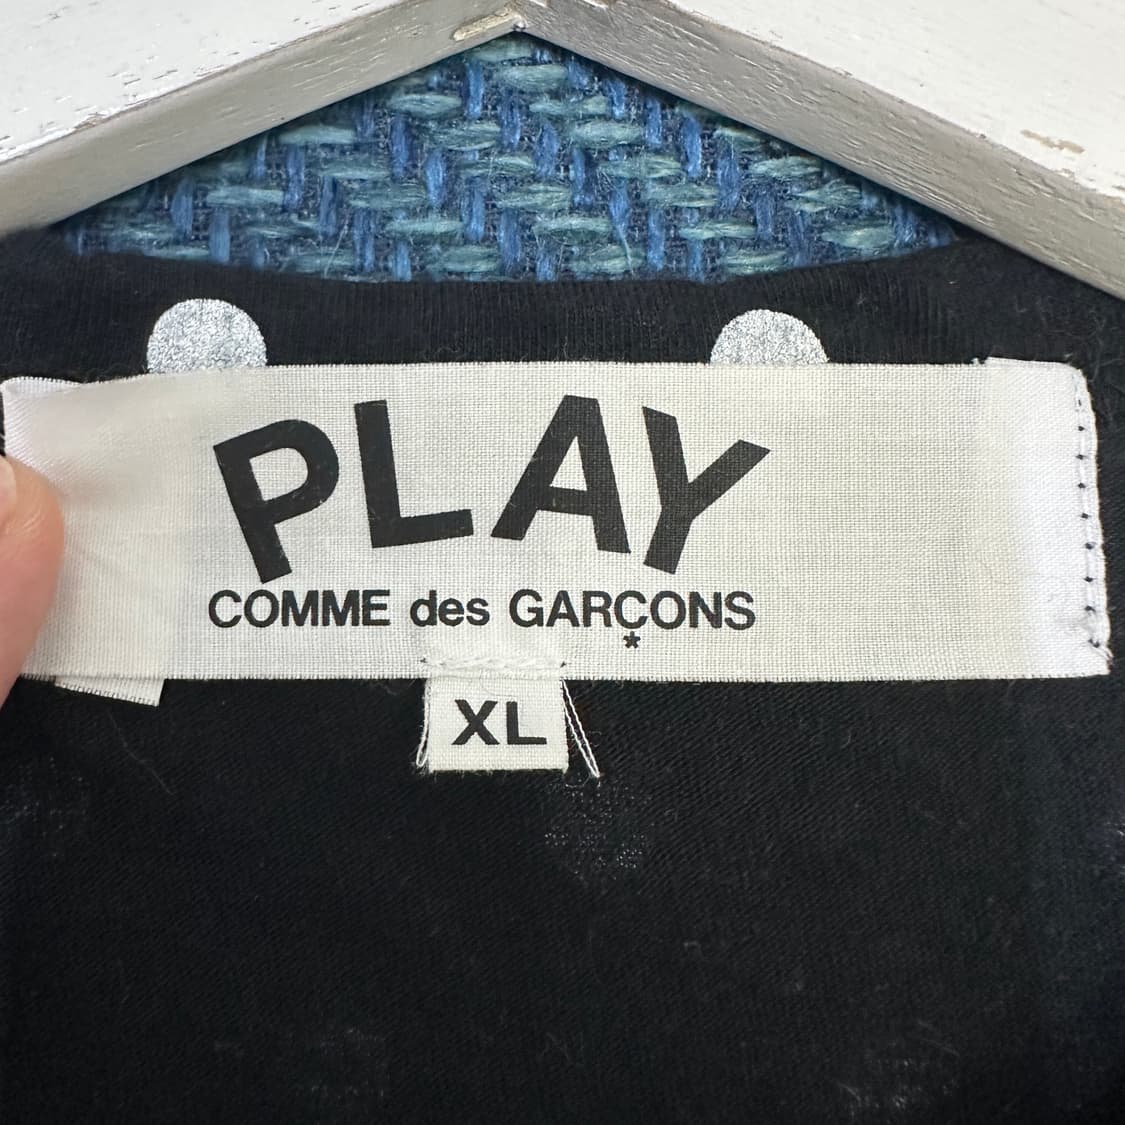 PLAY
COMME des GARÇONS
*
XL